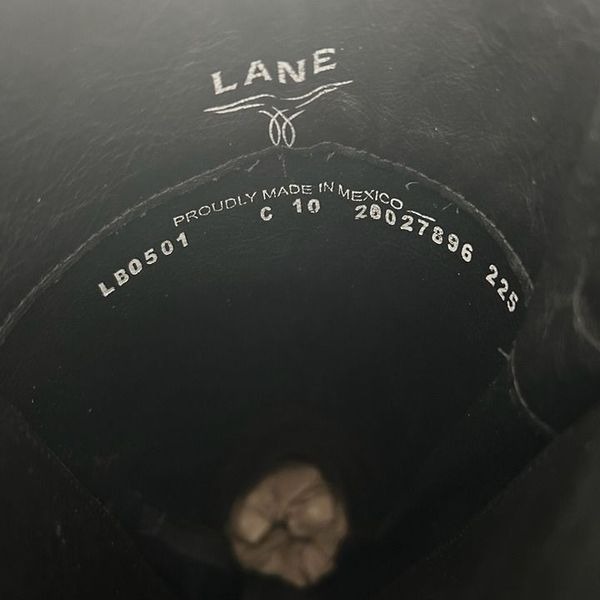 LANE
PROUDLY MADE IN MEXICO
LB0501 C 10 20027896 225